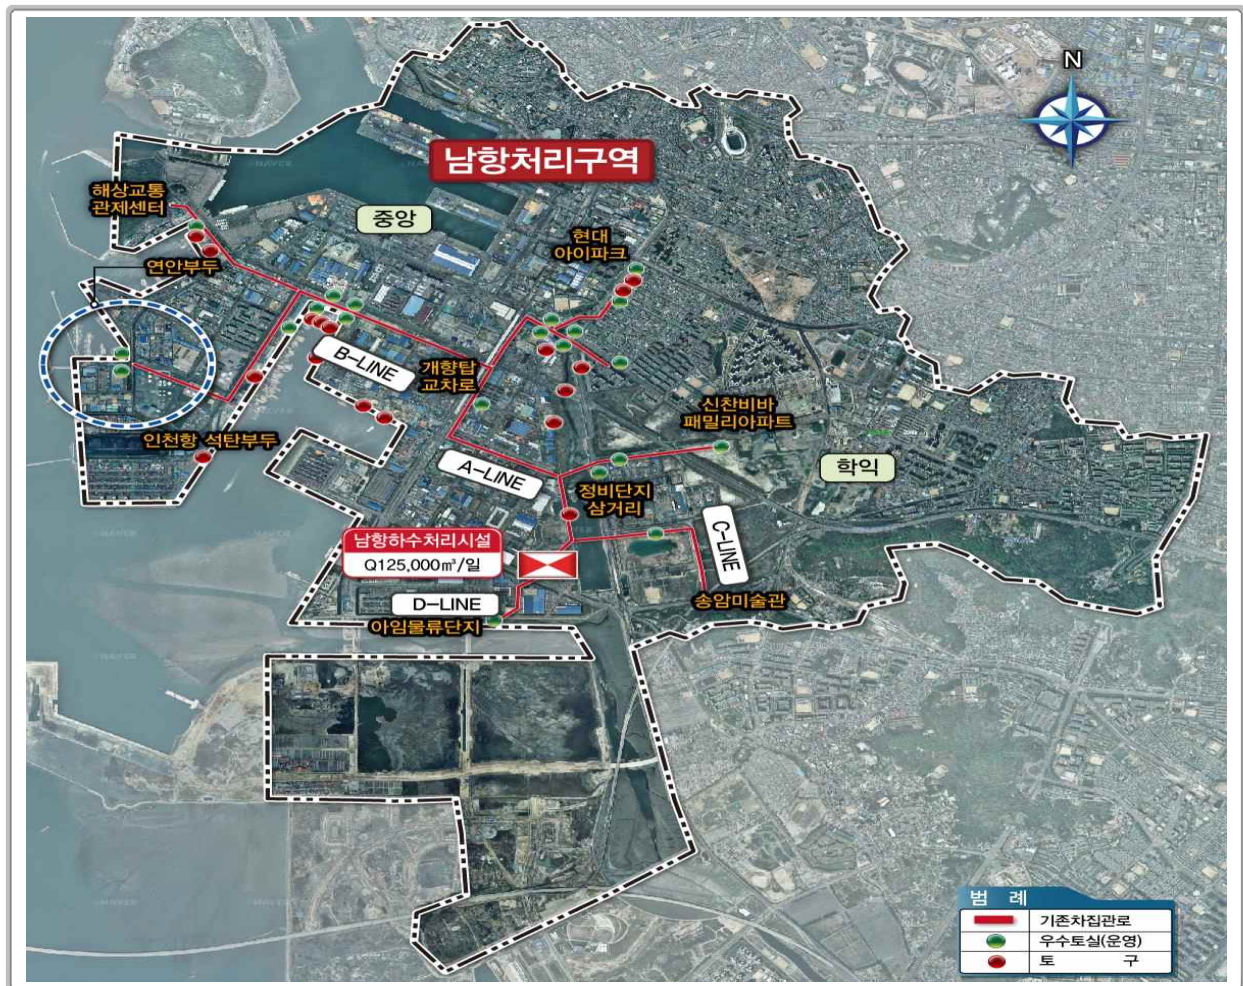 N
남항처리구역
해상교통
관제센터
중앙
현대
아이파크
연안부두
B-LINE
개항탑
교차로
신찬비바
패밀리아파트
인천항 석탄부두
A-LINE
학익
정비단지
삼거리
C-LINE
남항하수처리시설
Q125,000㎥/일
D-LINE
아임물류단지
송암미술관
범 례
기존차집관로
우수토실(운영)
토 구